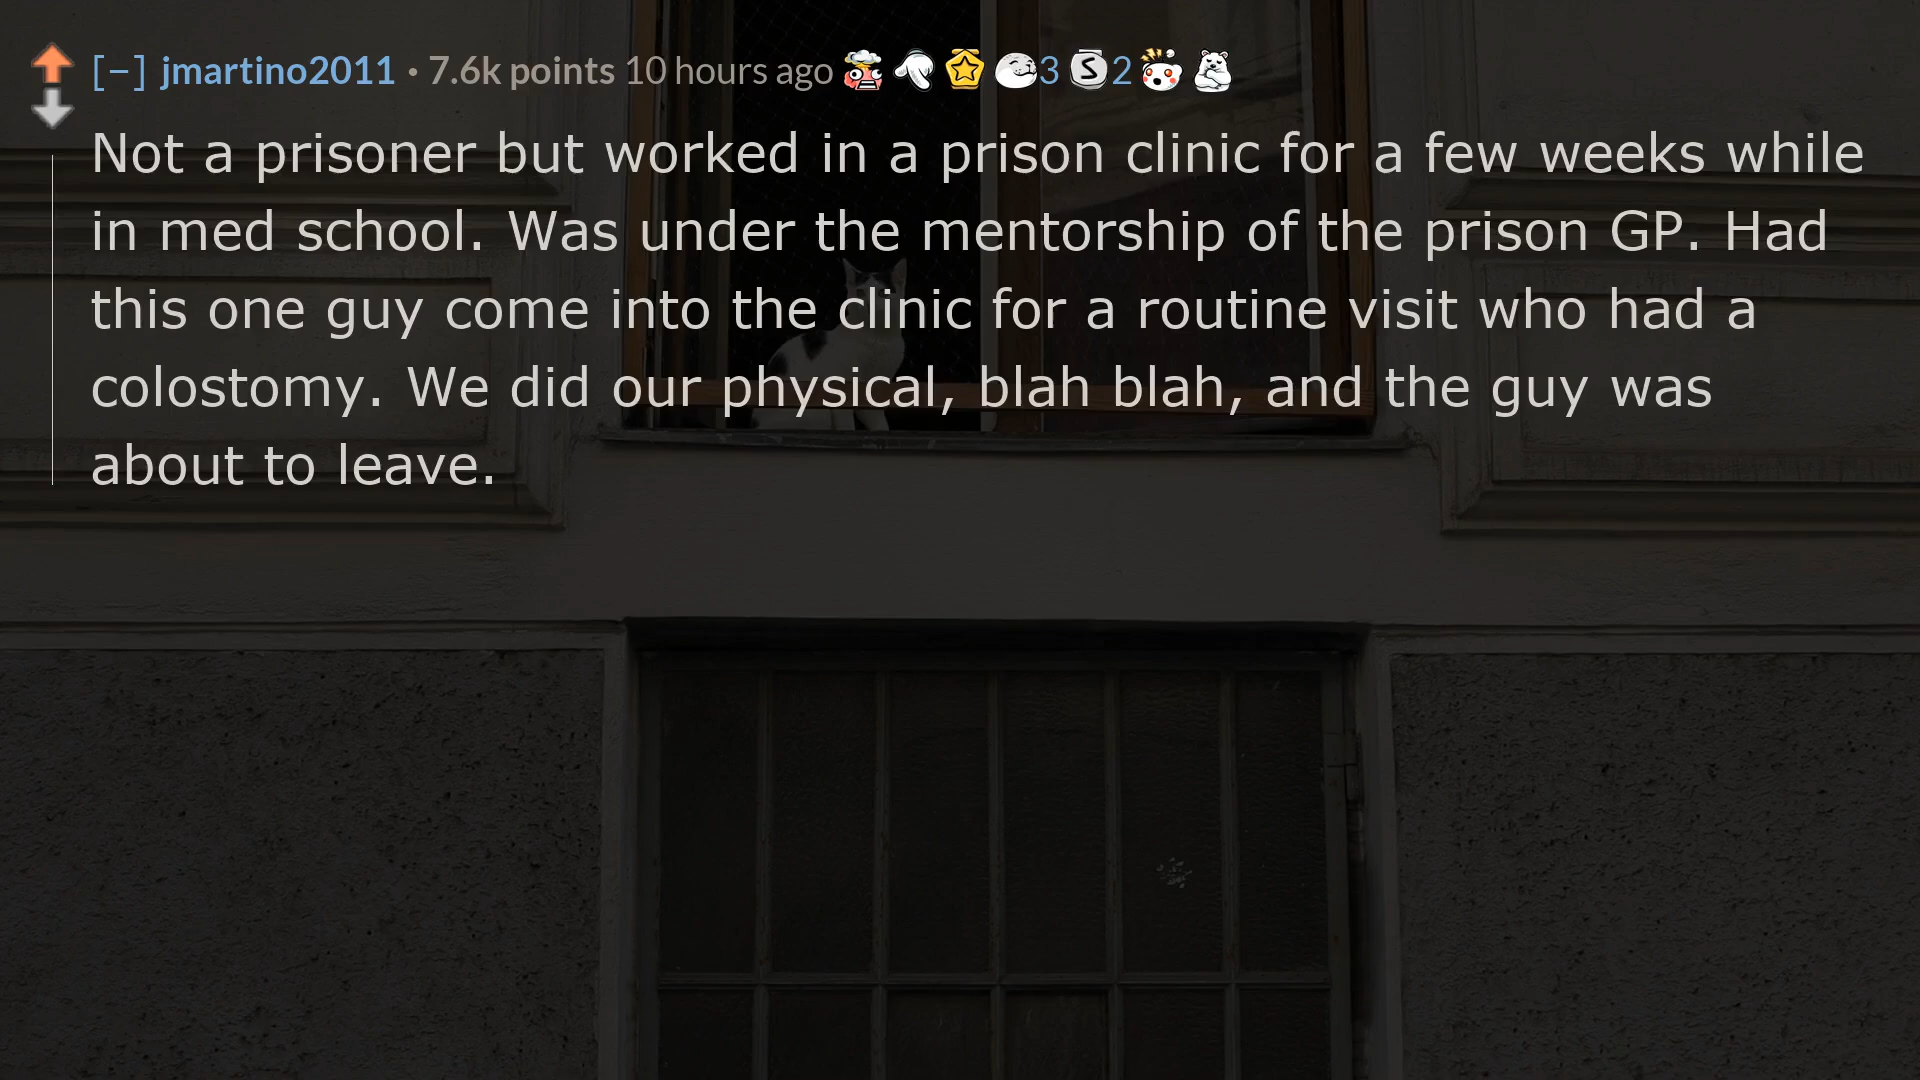 [–] jmartino2011 • 7.6k points 10 hours ago 3 S 2
Not a prisoner but worked in a prison clinic for a few weeks while
in med school. Was under the mentorship of the prison GP. Had
this one guy come into the clinic for a routine visit who had a
colostomy. We did our physical, blah blah, and the guy was
about to leave.